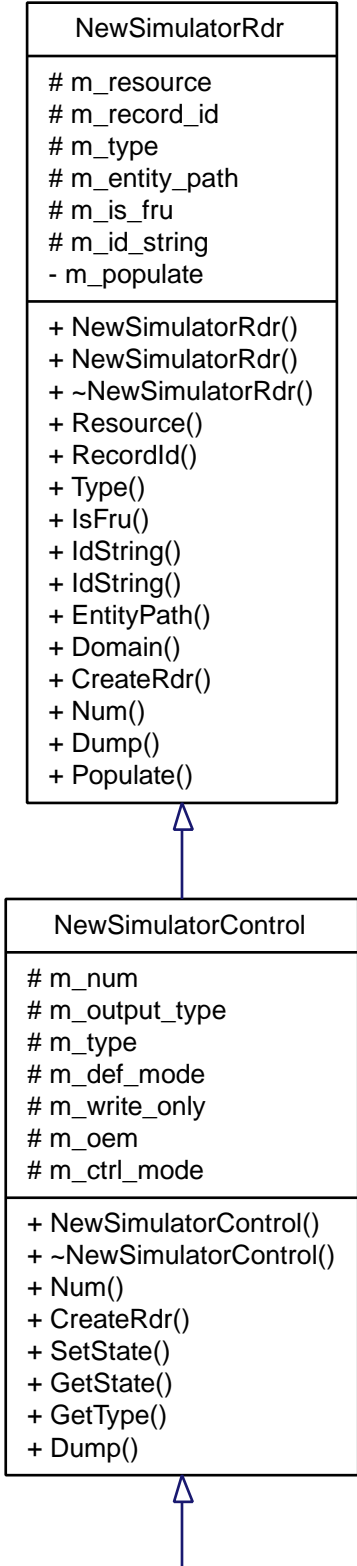 NewSimulatorRdr
# m_resource
# m_record_id
# m_type
# m_entity_path
# m_is_fru
# m_id_string
- m_populate
+ NewSimulatorRdr()
+ NewSimulatorRdr()
+ ~NewSimulatorRdr()
+ Resource()
+ RecordId()
+ Type()
+ IsFru()
+ IdString()
+ IdString()
+ EntityPath()
+ Domain()
+ CreateRdr()
+ Num()
+ Dump()
+ Populate()
NewSimulatorControl
# m_num
# m_output_type
# m_type
# m_def_mode
# m_write_only
# m_oem
# m_ctrl_mode
+ NewSimulatorControl()
+ ~NewSimulatorControl()
+ Num()
+ CreateRdr()
+ SetState()
+ GetState()
+ GetType()
+ Dump()